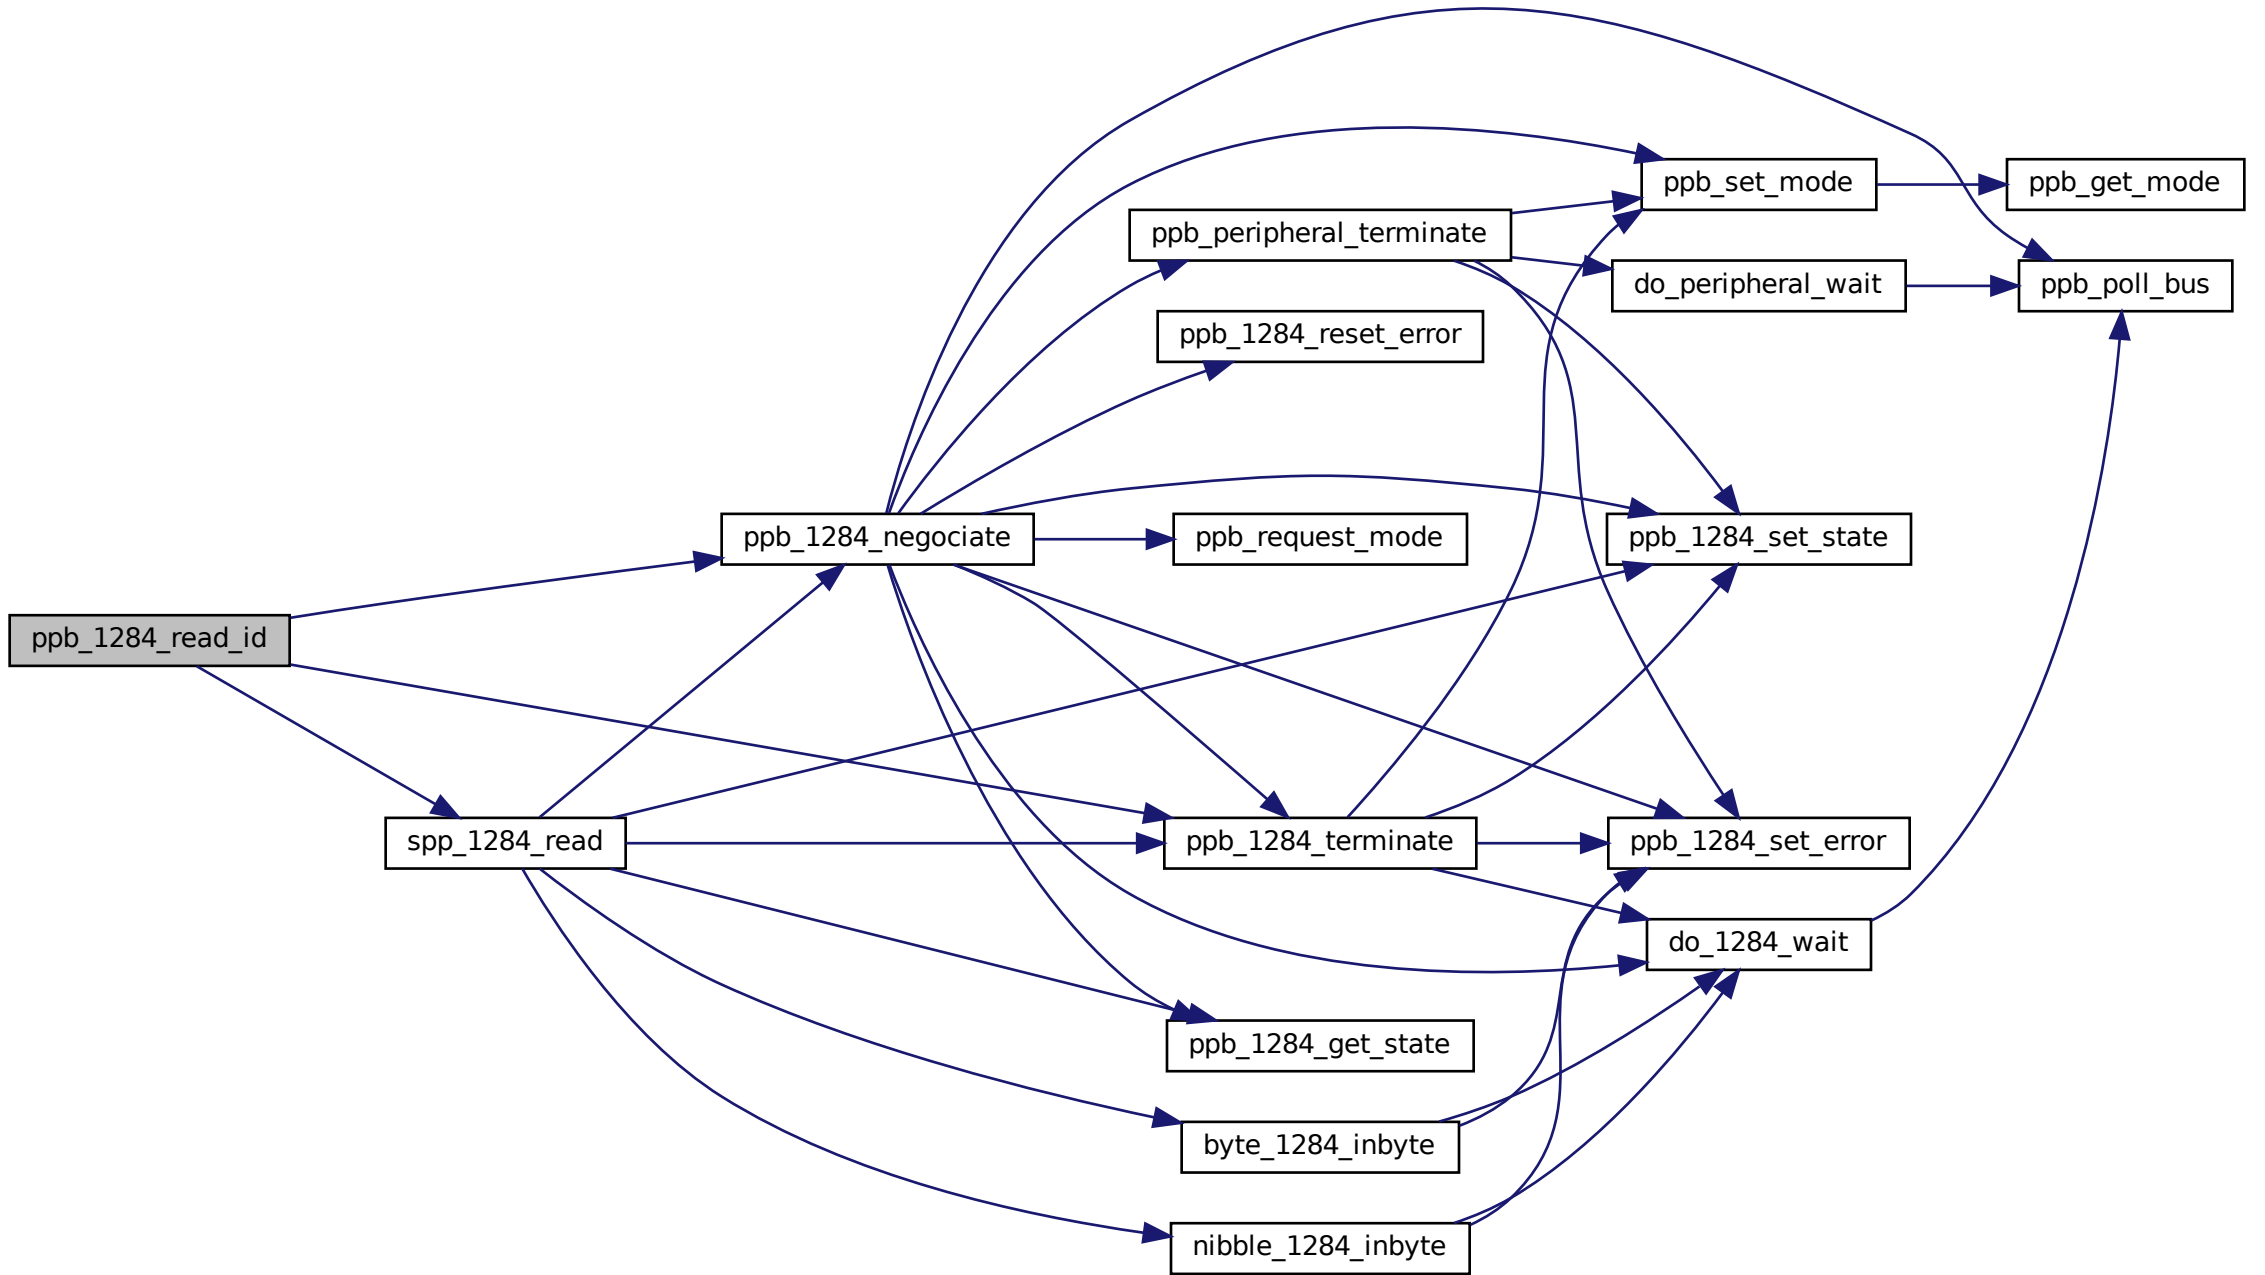 ppb_set_mode
ppb_get_mode
ppb_peripheral_terminate
do_peripheral_wait
ppb_poll_bus
ppb_1284_reset_error
ppb_1284_negociate
ppb_request_mode
ppb_1284_set_state
ppb_1284_read_id
spp_1284_read
ppb_1284_terminate
ppb_1284_set_error
do_1284_wait
ppb_1284_get_state
byte_1284_inbyte
nibble_1284_inbyte